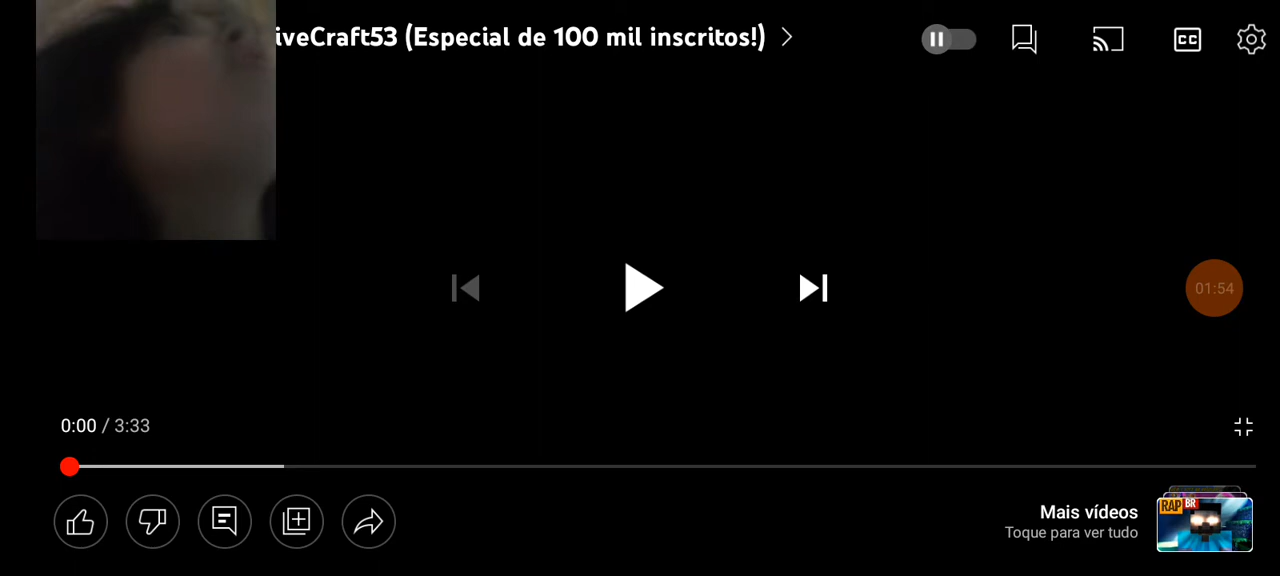 iveCraft53 (Especial de 100 mil inscritos!)
CC
01:54
0:00 / 3:33
Mais vídeos
Toque para ver tudo
RAP BR